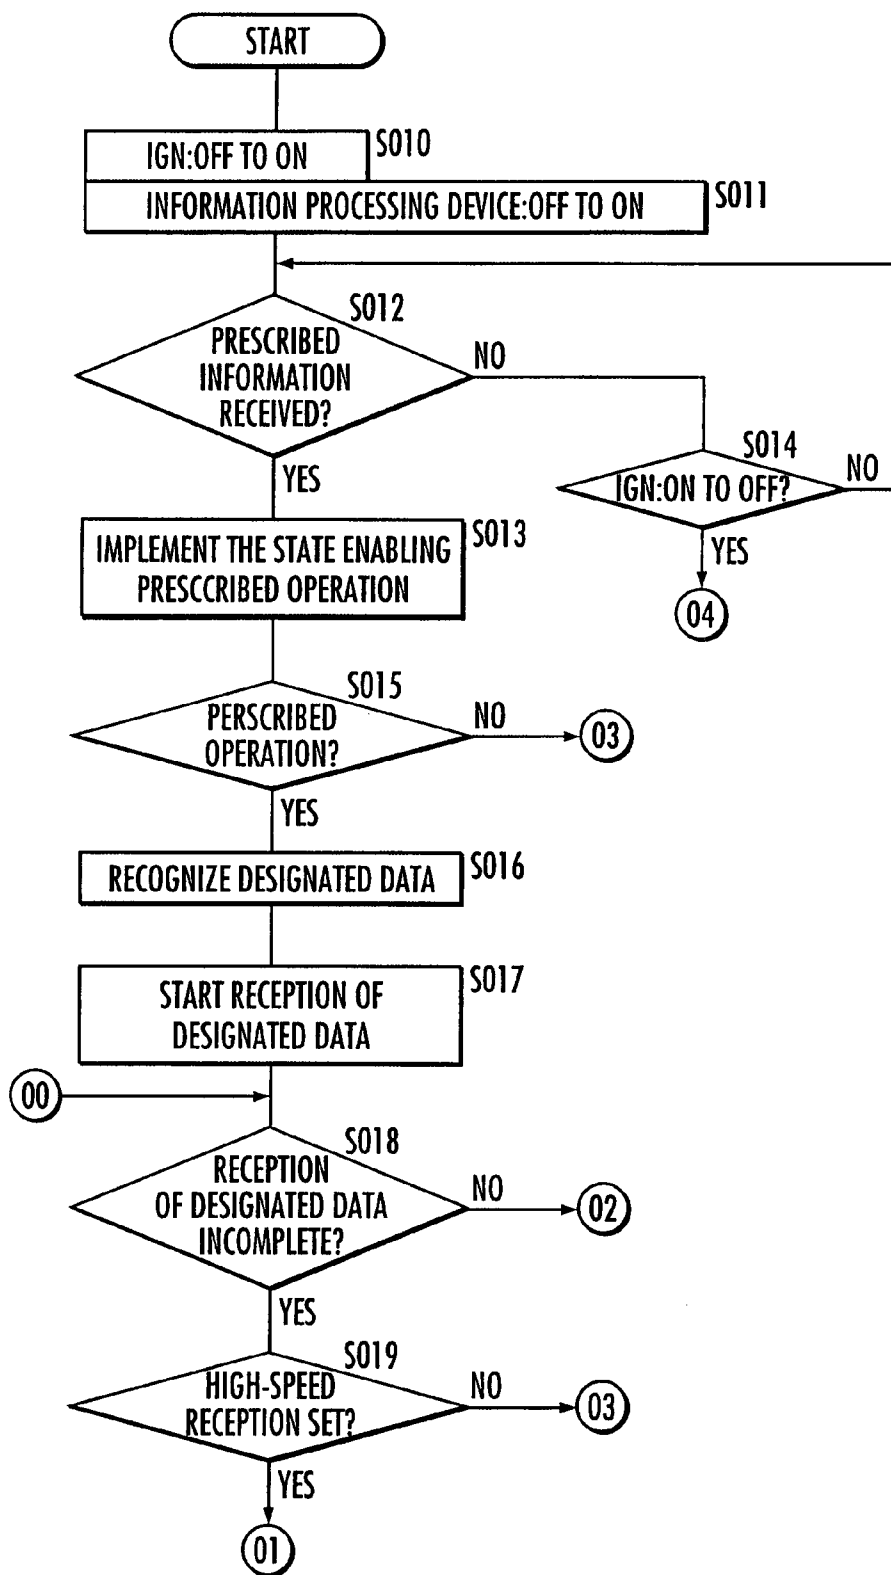 START
IGN:OFF TO ON
S010
INFORMATION PROCESSING DEVICE:OFF TO ON
S011
S012
PRESCRIBED
INFORMATION
RECEIVED?
NO
YES
S014
IGN:ON TO OFF?
NO
YES
04
S013
IMPLEMENT THE STATE ENABLING
PRESCCRIBED OPERATION
S015
PERSCRIBED
OPERATION?
NO
03
YES
RECOGNIZE DESIGNATED DATA
S016
START RECEPTION OF
DESIGNATED DATA
S017
00
S018
RECEPTION
OF DESIGNATED DATA
INCOMPLETE?
NO
02
YES
S019
HIGH-SPEED
RECEPTION SET?
NO
03
YES
01